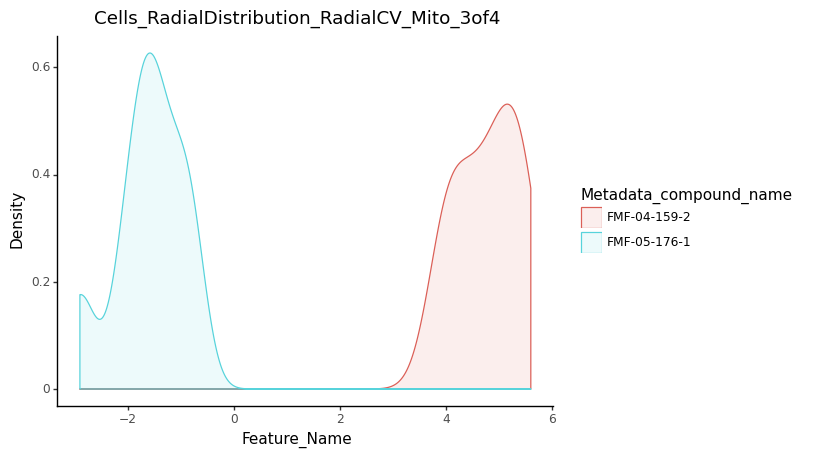 Cells_RadialDistribution_RadialCV_Mito_3of4
0.6
0.4
0.2
0
Density
−2
0
2
4
6
Feature_Name
Metadata_compound_name
FMF-04-159-2
FMF-05-176-1